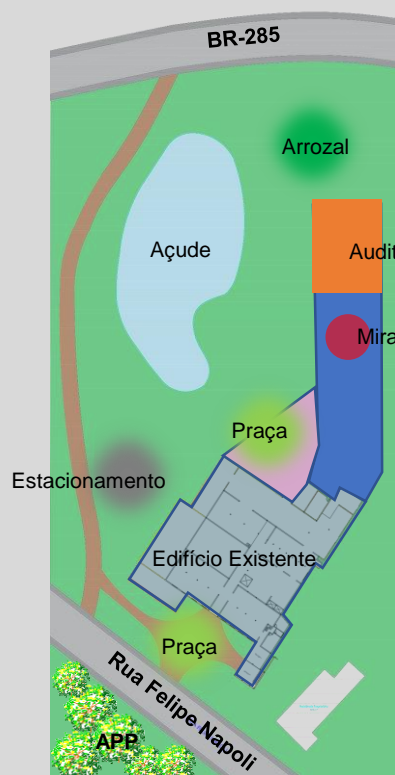 BR-285
Arrozal
Açude
Audit
Mira
Praça
Estacionamento
Edifício Existente
Praça
Rua Felipe Napoli
APP